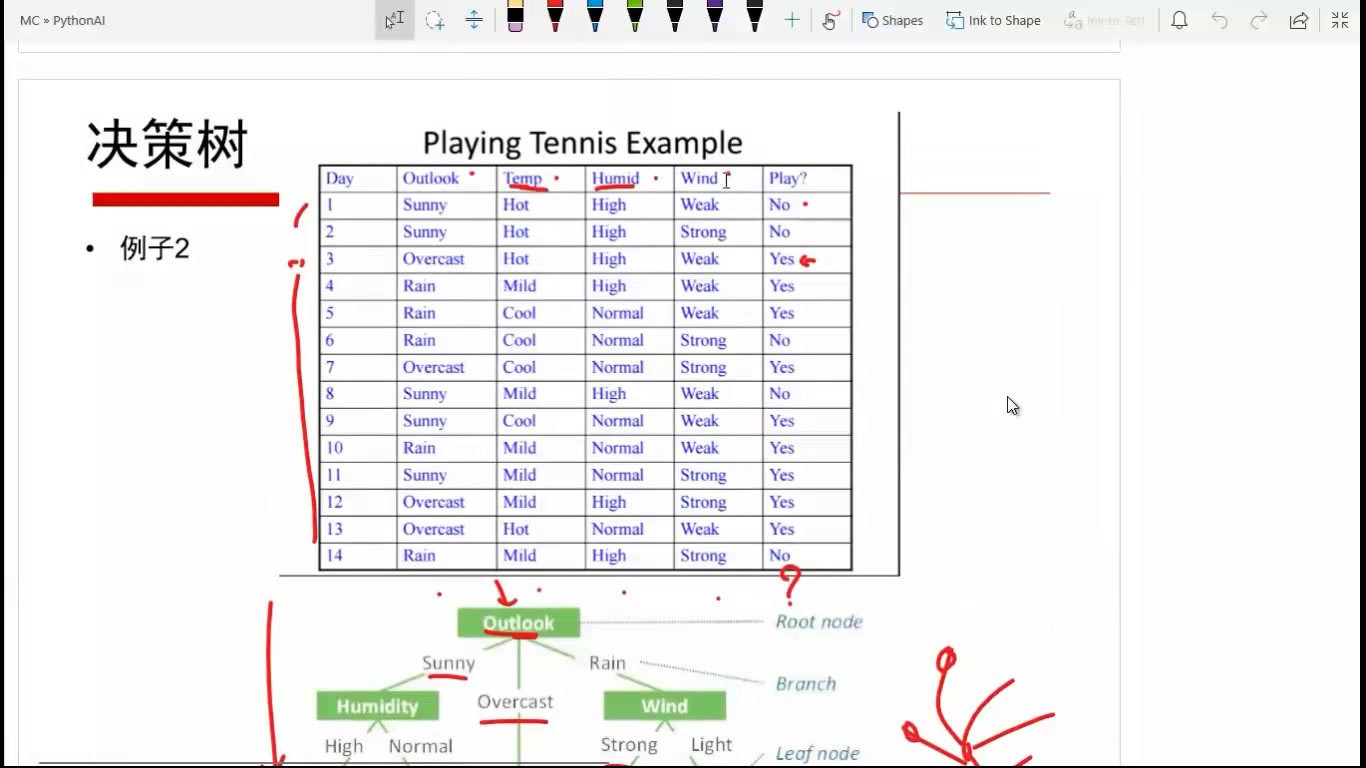 MC » PythonAI
Shapes
Ink to Shape
决策树
Playing Tennis Example
• 例子2
Day Outlook Temp Humid Wind Play?
1 Sunny Hot High Weak No
2 Sunny Hot High Strong No
3 Overcast Hot High Weak Yes
4 Rain Mild High Weak Yes
5 Rain Cool Normal Weak Yes
6 Rain Cool Normal Strong No
7 Overcast Cool Normal Strong Yes
8 Sunny Mild High Weak No
9 Sunny Cool Normal Weak Yes
10 Rain Mild Normal Weak Yes
11 Sunny Mild Normal Strong Yes
12 Overcast Mild High Strong Yes
13 Overcast Hot Normal Weak Yes
14 Rain Mild High Strong No
?
Outlook Root node
Sunny Rain
Branch
Humidity Overcast Wind
High Normal Strong Light
Leaf node